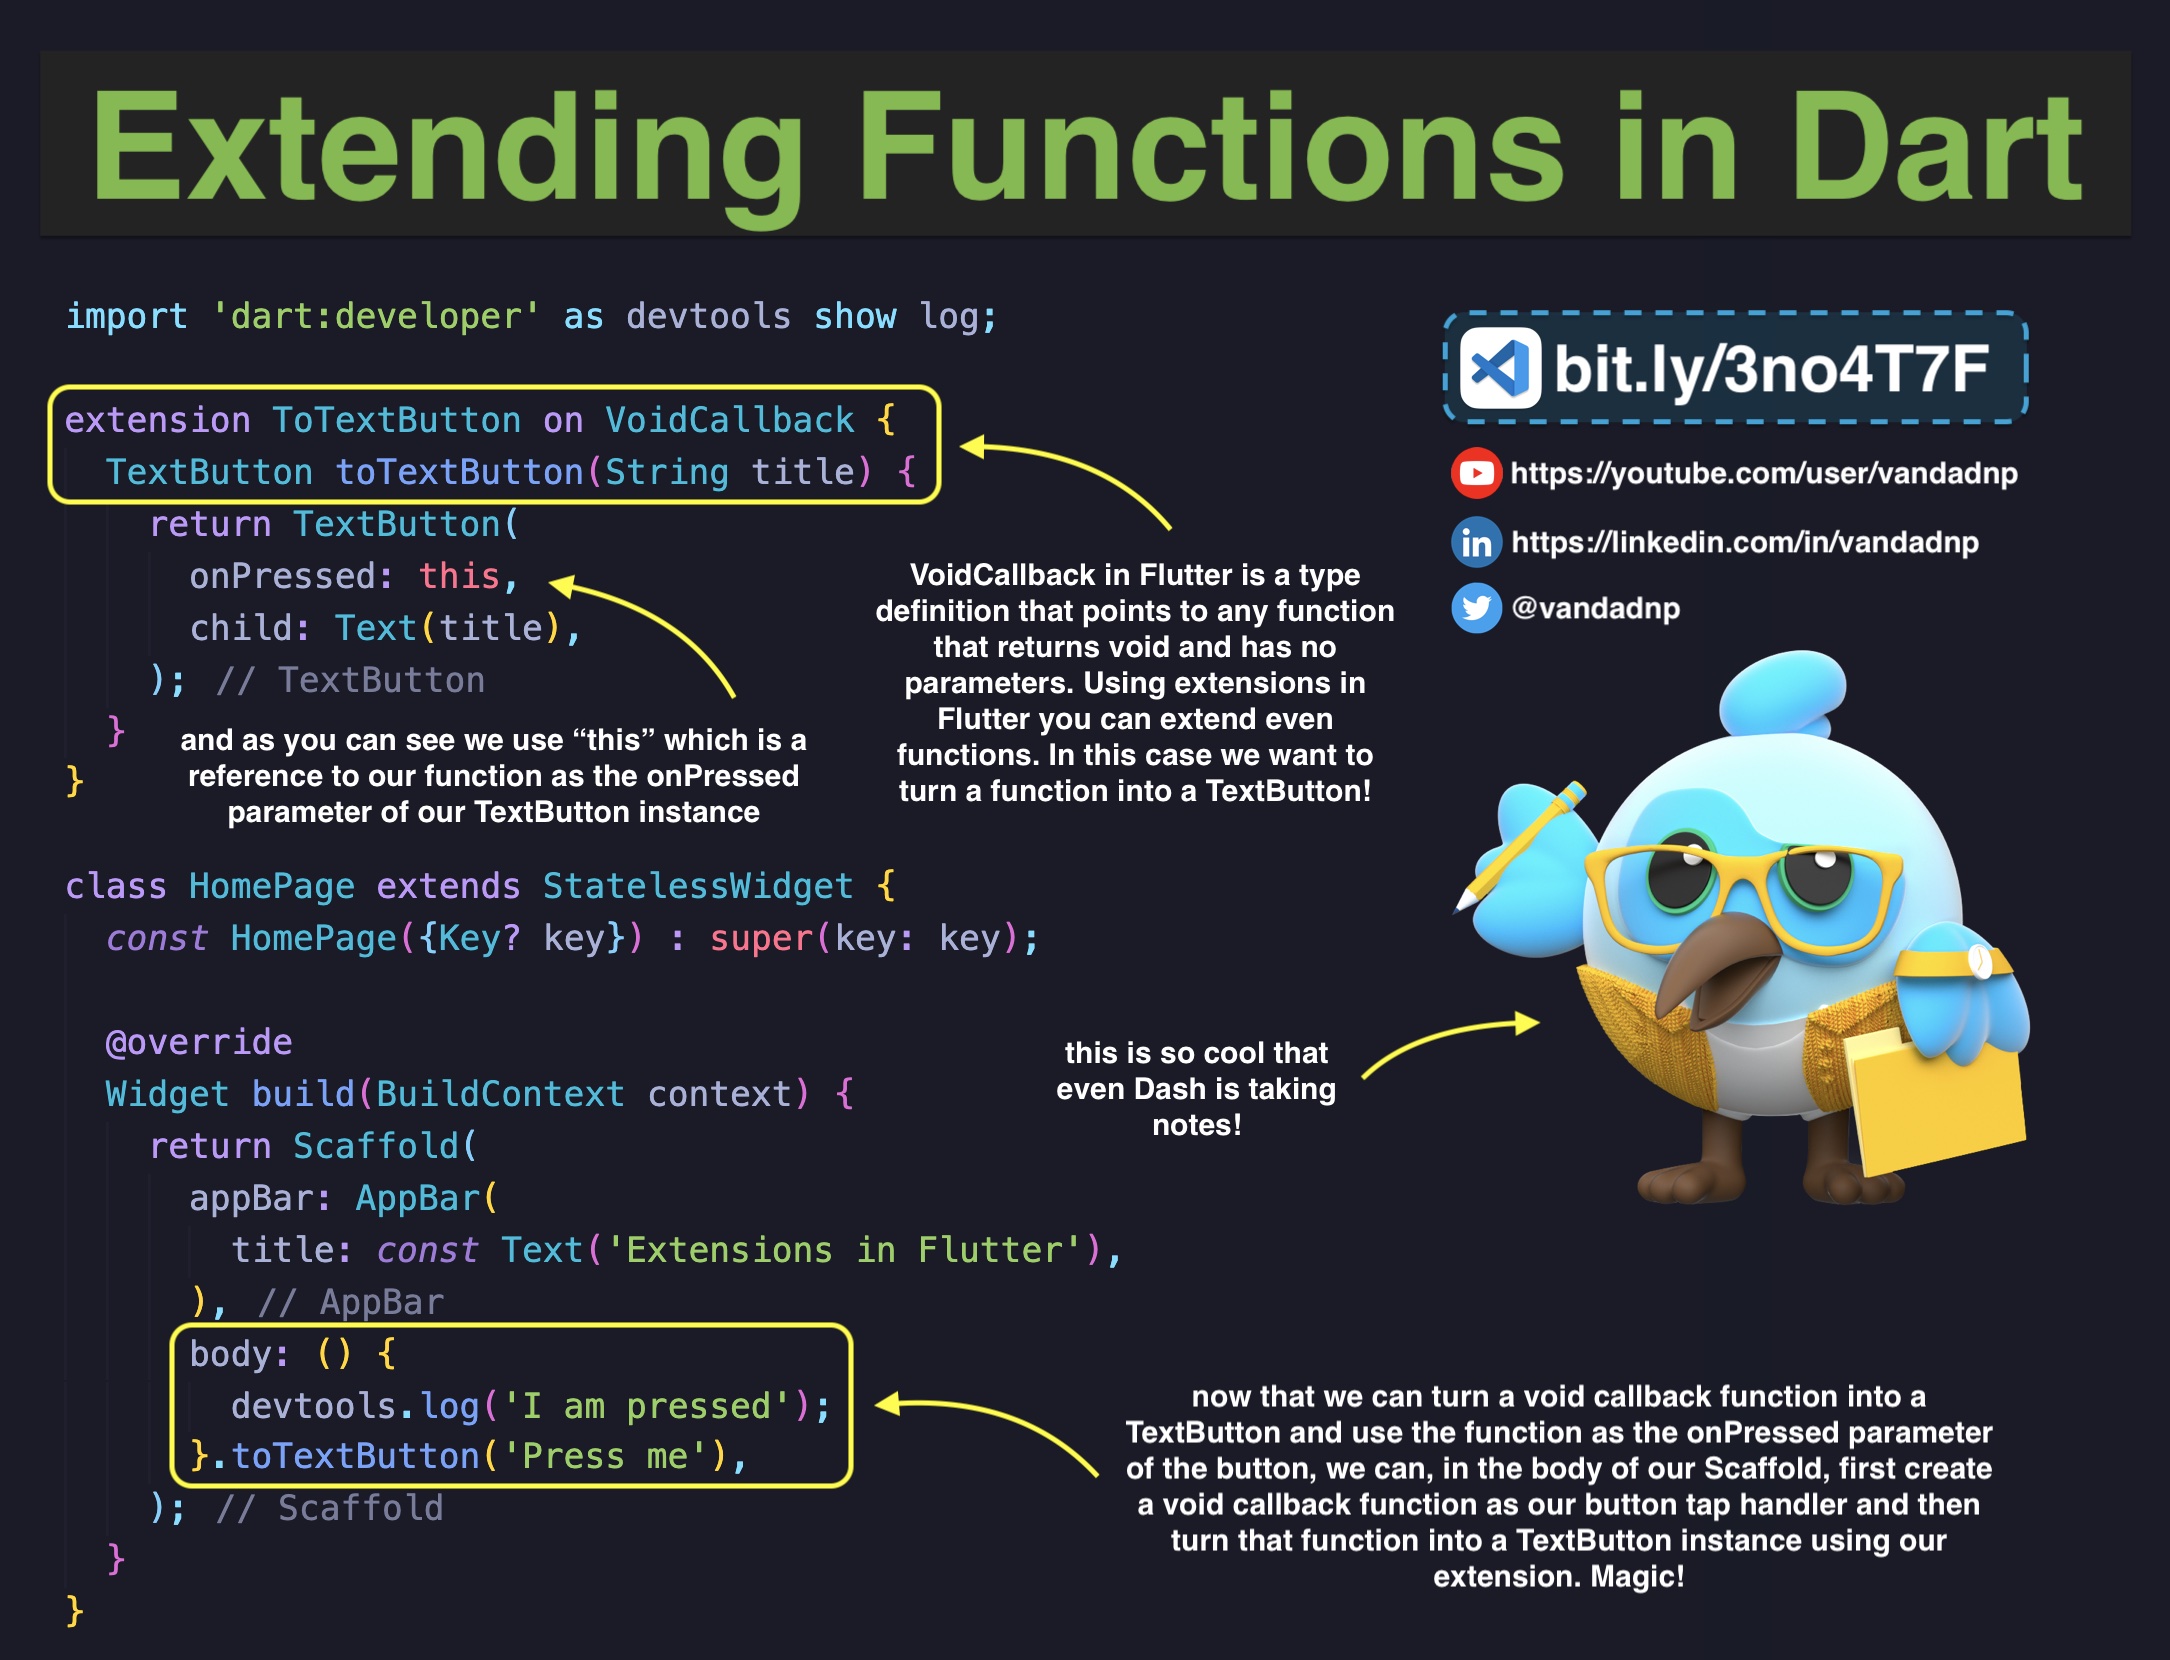 Extending Functions in Dart
import 'dart:developer' as devtools show log;
extension ToTextButton on VoidCallback {
TextButton toTextButton(String title) {
return TextButton(
onPressed: this,
child: Text(title),
); // TextButton
}
}
and as you can see we use “this” which is a
reference to our function as the onPressed
parameter of our TextButton instance
VoidCallback in Flutter is a type
definition that points to any function
that returns void and has no
parameters. Using extensions in
Flutter you can extend even
functions. In this case we want to
turn a function into a TextButton!
bit.ly/3no4T7F
https://youtube.com/user/vandadnp
in
https://linkedin.com/in/vandadnp
@vandadnp
class HomePage extends StatelessWidget {
const HomePage({Key? key}) : super(key: key);
@override
Widget build(BuildContext context) {
return Scaffold(
appBar: AppBar(
title: const Text('Extensions in Flutter'),
), // AppBar
body: () {
devtools.log('I am pressed');
}.toTextButton('Press me'),
); // Scaffold
}
}
this is so cool that
even Dash is taking
notes!
now that we can turn a void callback function into a
TextButton and use the function as the onPressed parameter
of the button, we can, in the body of our Scaffold, first create
a void callback function as our button tap handler and then
turn that function into a TextButton instance using our
extension. Magic!